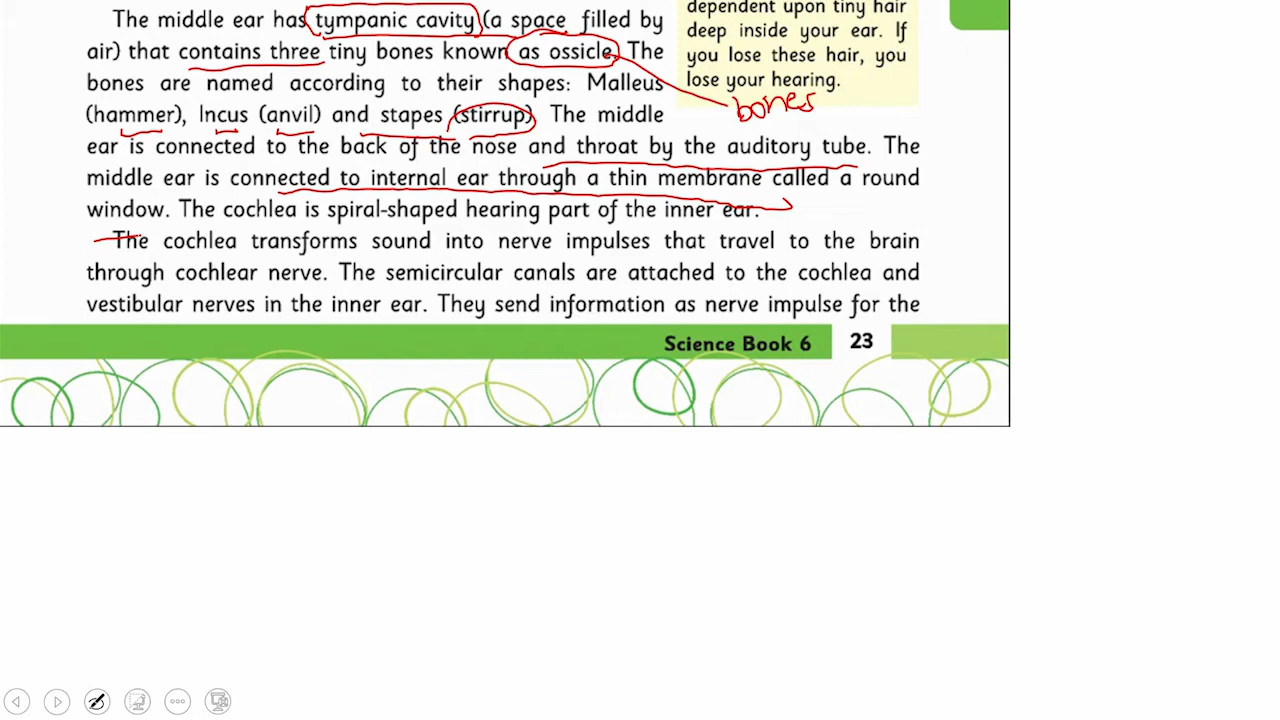 The middle ear has tympanic cavity (a space filled by
air) that contains three tiny bones known as ossicle. The
bones are named according to their shapes: Malleus
(hammer), Incus (anvil) and stapes (stirrup). The middle
ear is connected to the back of the nose and throat by the auditory tube. The
middle ear is connected to internal ear through a thin membrane called a round
window. The cochlea is spiral-shaped hearing part of the inner ear.
The cochlea transforms sound into nerve impulses that travel to the brain
through cochlear nerve. The semicircular canals are attached to the cochlea and
vestibular nerves in the inner ear. They send information as nerve impulse for the
dependent upon tiny hair
deep inside your ear. If
you lose these hair, you
lose your hearing.
bones
Science Book 6
23